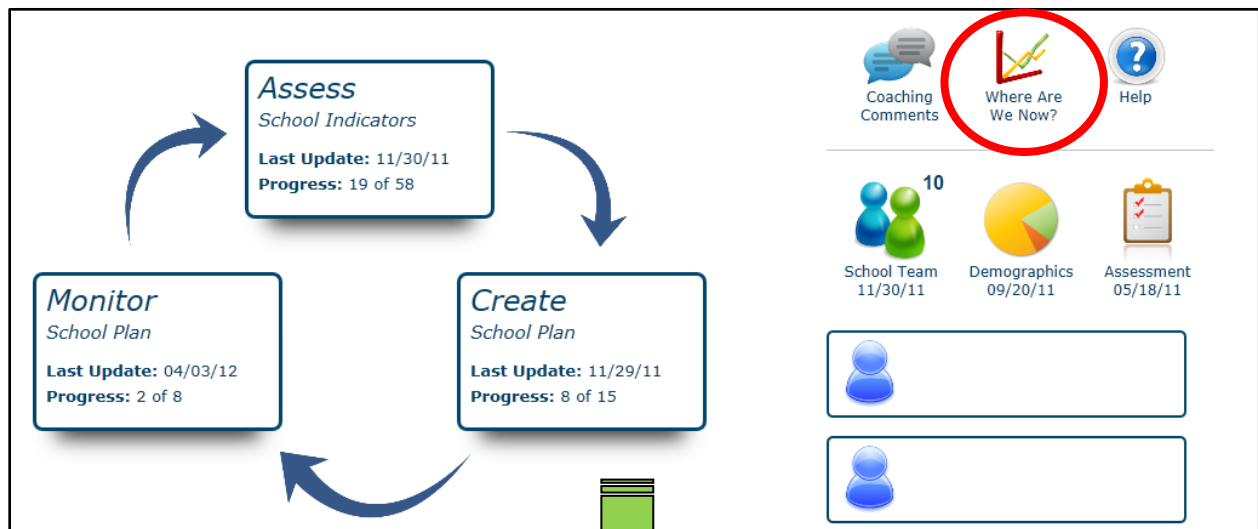 Assess
School Indicators
Last Update: 11/30/11
Progress: 19 of 58
Monitor
School Plan
Last Update: 04/03/12
Progress: 2 of 8
Create
School Plan
Last Update: 11/29/11
Progress: 8 of 15
Coaching
Comments
Where Are
We Now?
?
Help
10
School Team
11/30/11
Demographics
09/20/11
Assessment
05/18/11